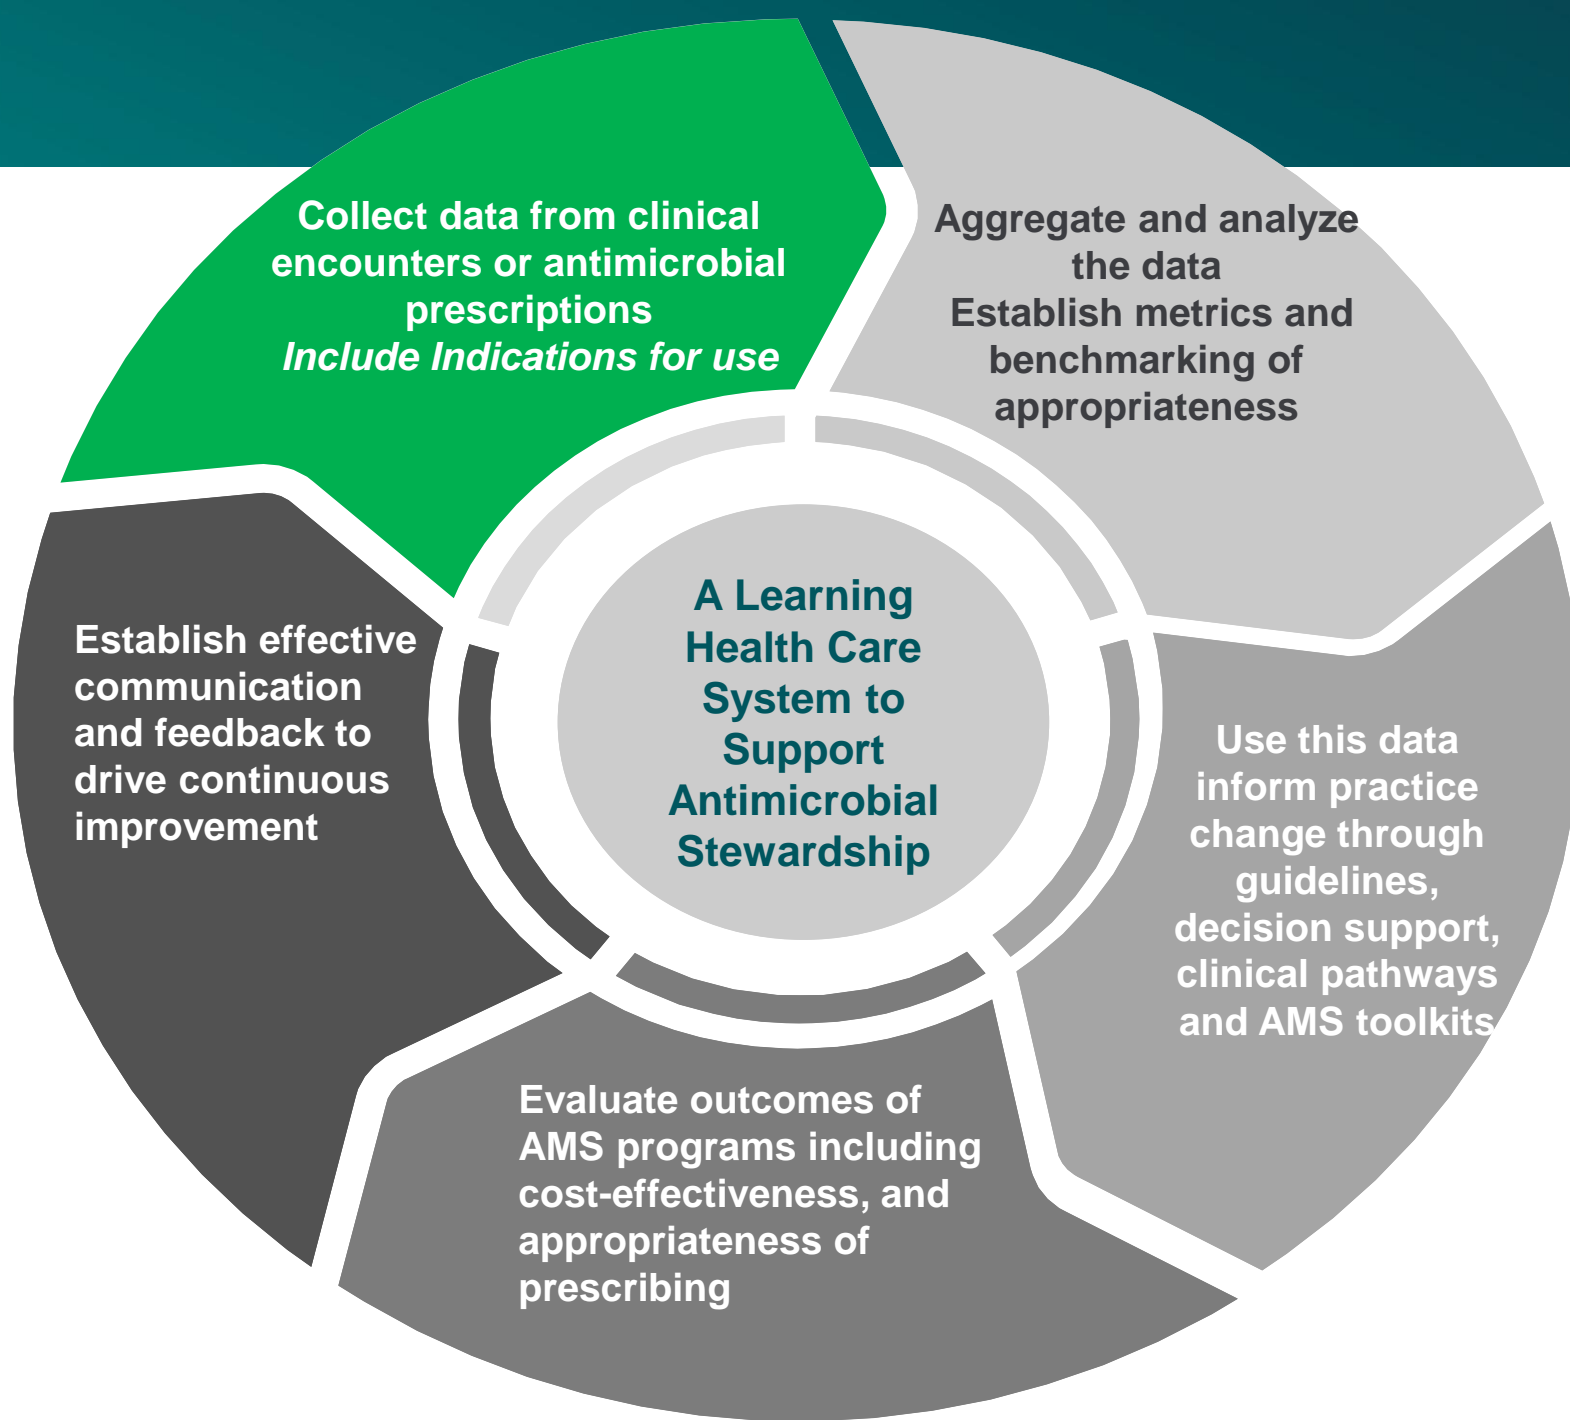 Collect data from clinical
encounters or antimicrobial
prescriptions
Include Indications for use
Aggregate and analyze
the data
Establish metrics and
benchmarking of
appropriateness
Use this data
inform practice
change through
guidelines,
decision support,
clinical pathways
and AMS toolkits
Evaluate outcomes of
AMS programs including
cost-effectiveness, and
appropriateness of
prescribing
Establish effective
communication
and feedback to
drive continuous
improvement
A Learning
Health Care
System to
Support
Antimicrobial
Stewardship